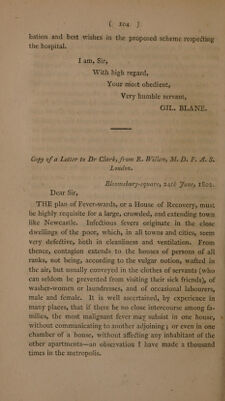 ( 104 )
bation and best wishes in the proposed scheme respecting
the hospital.
I am, Sir,
With high regard,
Your most obedient,
Very humble servant,
GIL. BLANE.
Copy of a Letter to Dr Clark, from R. Willan, M. D. F. A. S.
London.
Bloomsbury-square, 24th June, 1802.
Dear Sir,
THE plan of Fever-wards, or a House of Recovery, must
be highly requisite for a large, crowded, and extending town
like Newcastle. Infectious fevers originate in the close
dwellings of the poor, which, in all towns and cities, seem
very defective, both in cleanliness and ventilation. From
thence, contagion extends to the houses of persons of all
ranks, not being, according to the vulgar notion, wafted in
the air, but usually conveyed in the clothes of servants (who
can seldom be prevented from visiting their sick friends), of
washer-women or laundresses, and of occasional labourers,
male and female. It is well ascertained, by experience in
many places, that if there be no close intercourse among fa-
milies, the most malignant fever may subsist in one house,
without communicating to another adjoining; or even in one
chamber of a house, without affecting any inhabitant of the
other apartments—an observation I have made a thousand
times in the metropolis.